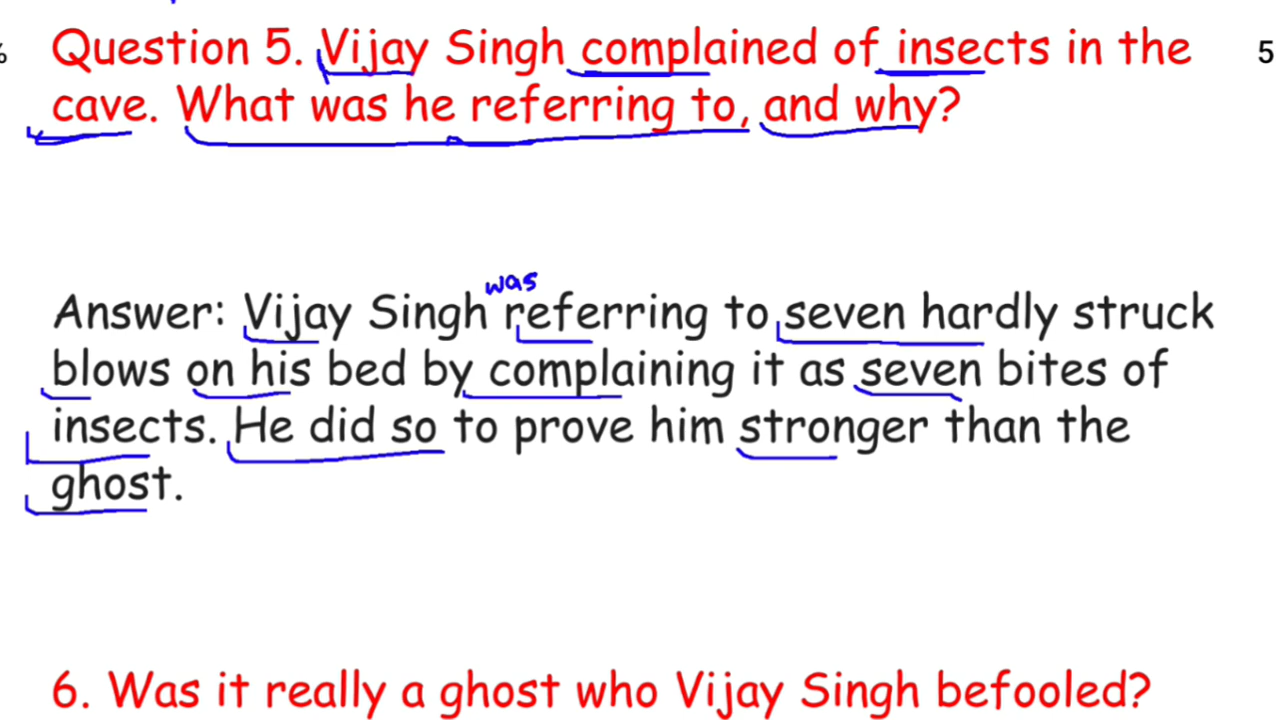 Question 5. Vijay Singh complained of insects in the
5
cave. What was he referring to, and why?
was
Answer: Vijay Singh referring to seven hardly struck
blows on his bed by complaining it as seven bites of
insects. He did so to prove him stronger than the
ghost.
6. Was it really a ghost who Vijay Singh befooled?